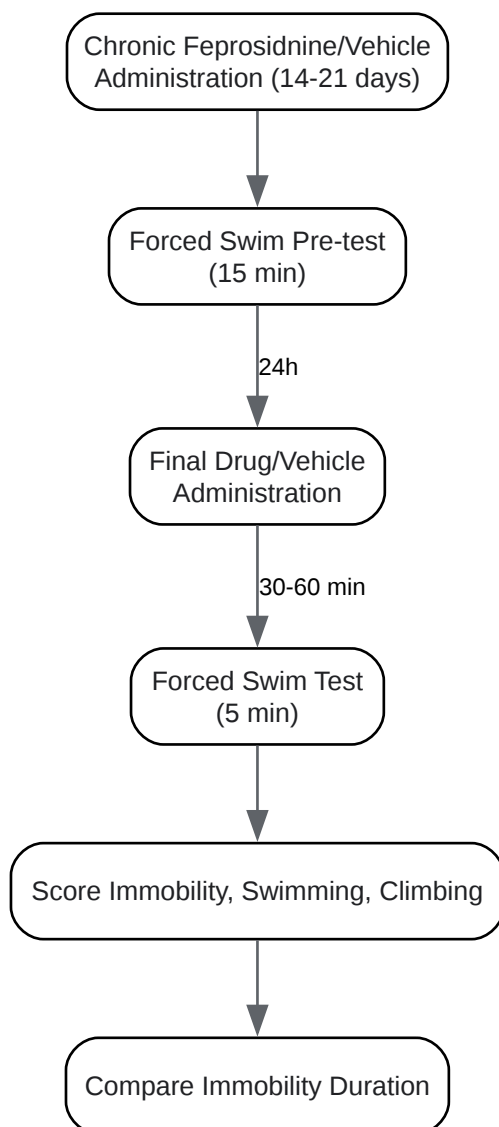 Chronic Feprosidnine/Vehicle
Administration (14-21 days)
Forced Swim Pre-test
(15 min)
24h
Final Drug/Vehicle
Administration
30-60 min
Forced Swim Test
(5 min)
Score Immobility, Swimming, Climbing
Compare Immobility Duration